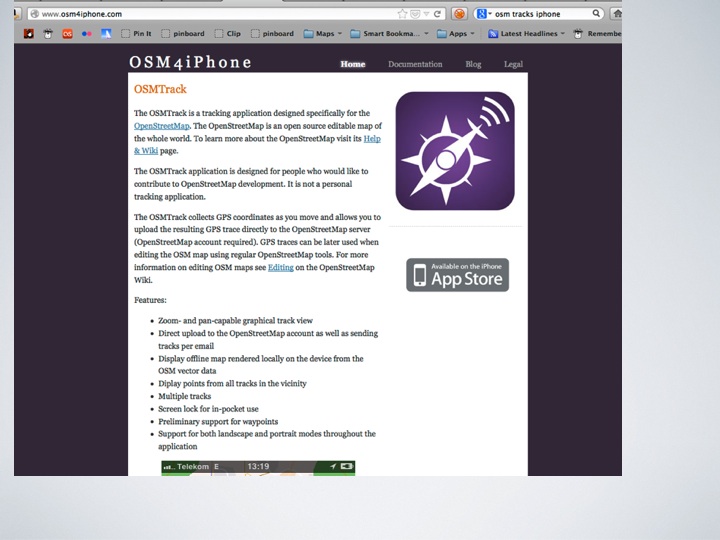 www.osm4iphone.com
osm tracks iphone
Pin It
pinboard
Clip
pinboard
Maps
Smart Bookma...
Apps
Latest Headlines
Remembe
OSM4iPhone
Home
Documentation
Blog
Legal
OSMTrack
The OSMTrack is a tracking application designed specifically for the
OpenStreetMap. The OpenStreetMap is an open source editable map of
the whole world. To learn more about the OpenStreetMap visit its Help
& Wiki page.
The OSMTrack application is designed for people who would like to
contribute to OpenStreetMap development. It is not a personal
tracking application.
The OSMTrack collects GPS coordinates as you move and allows you to
upload the resulting GPS trace directly to the OpenStreetMap server
(OpenStreetMap account required). GPS traces can be later used when
editing the OSM map using regular OpenStreetMap tools. For more
information on editing OSM maps see Editing on the OpenStreetMap
Wiki.
Features:
• Zoom- and pan-capable graphical track view
• Direct upload to the OpenStreetMap account as well as sending
tracks per email
• Display offline map rendered locally on the device from the
OSM vector data
• Diplay points from all tracks in the vicinity
• Multiple tracks
• Screen lock for in-pocket use
• Preliminary support for waypoints
• Support for both landscape and portrait modes throughout the
application
Telekom E 13:19
Available on the iPhone
App Store